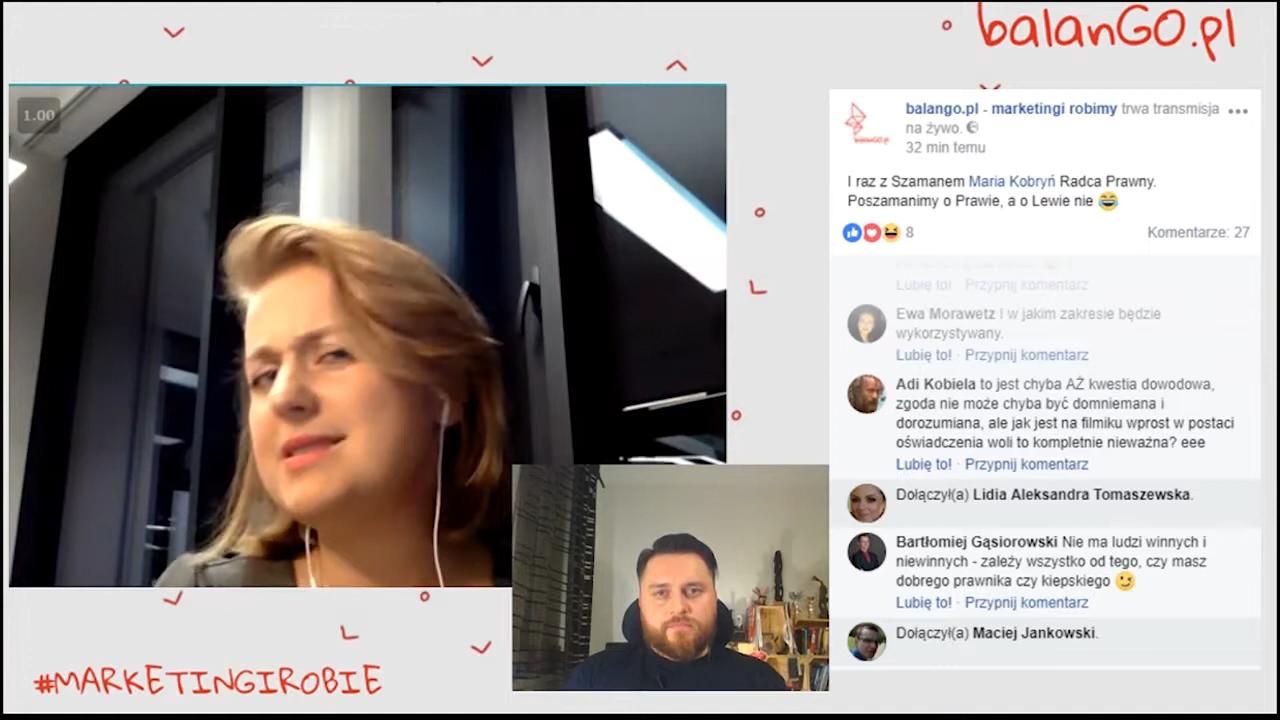 balanGO.pl
1.00
balango.pl - marketingi robimy trwa transmisja
na żywo.
32 min temu
balanGO.pl
I raz z Szamanem Maria Kobryń Radca Prawny.
Poszamanimy o Prawie, a o Lewie nie
8
Komentarze: 27
Lubię to! · Przypnij komentarz
Ewa Morawetz I w jakim zakresie będzie
wykorzystywany.
Lubię to! · Przypnij komentarz
Adi Kobiela to jest chyba AŻ kwestia dowodowa,
zgoda nie może chyba być domniemana i
dorozumiana, ale jak jest na filmiku wprost w postaci
oświadczenia woli to kompletnie nieważna? eee
Lubię to! · Przypnij komentarz
Dołączył(a) Lidia Aleksandra Tomaszewska.
Bartłomiej Gąsiorowski Nie ma ludzi winnych i
niewinnych - zależy wszystko od tego, czy masz
dobrego prawnika czy kiepskiego
Lubię to! · Przypnij komentarz
Dołączył(a) Maciej Jankowski.
#MARKETINGIROBIE